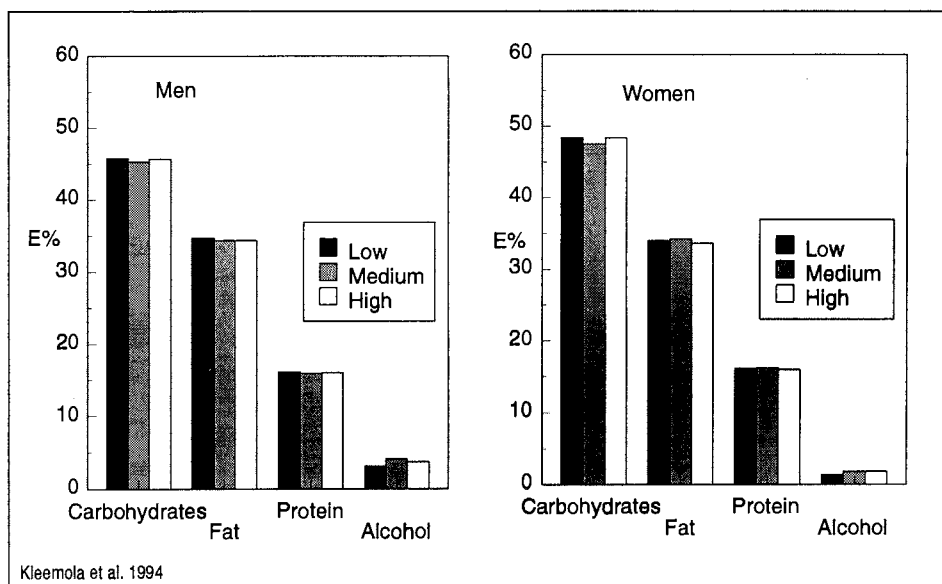 Men
60
50
40
E%
30
20
10
0
Low
Medium
High
Carbohydrates
Fat
Protein
Alcohol
Women
60
50
40
E%
30
20
10
0
Low
Medium
High
Carbohydrates
Fat
Protein
Alcohol
Kleemola et al. 1994